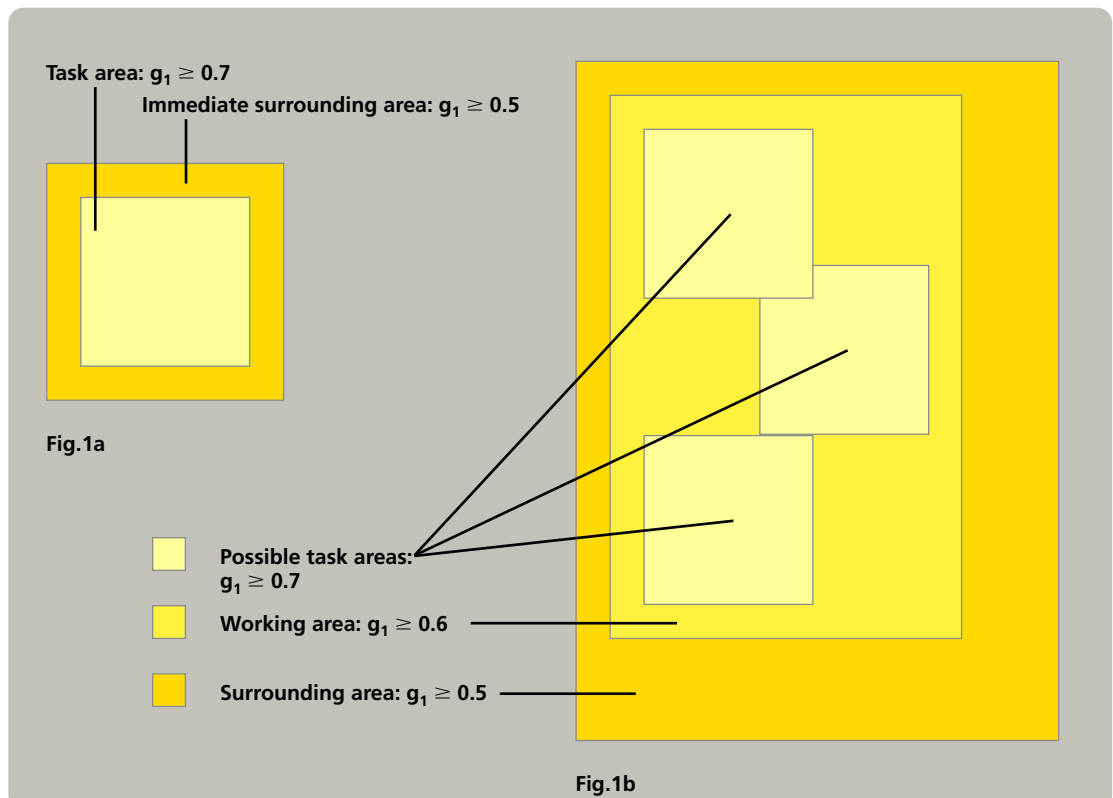 Task area: g₁ ≥ 0.7
Immediate surrounding area: g₁ ≥ 0.5
Fig.1a
Possible task areas:
g₁ ≥ 0.7
Working area: g₁ ≥ 0.6
Surrounding area: g₁ ≥ 0.5
Fig.1b